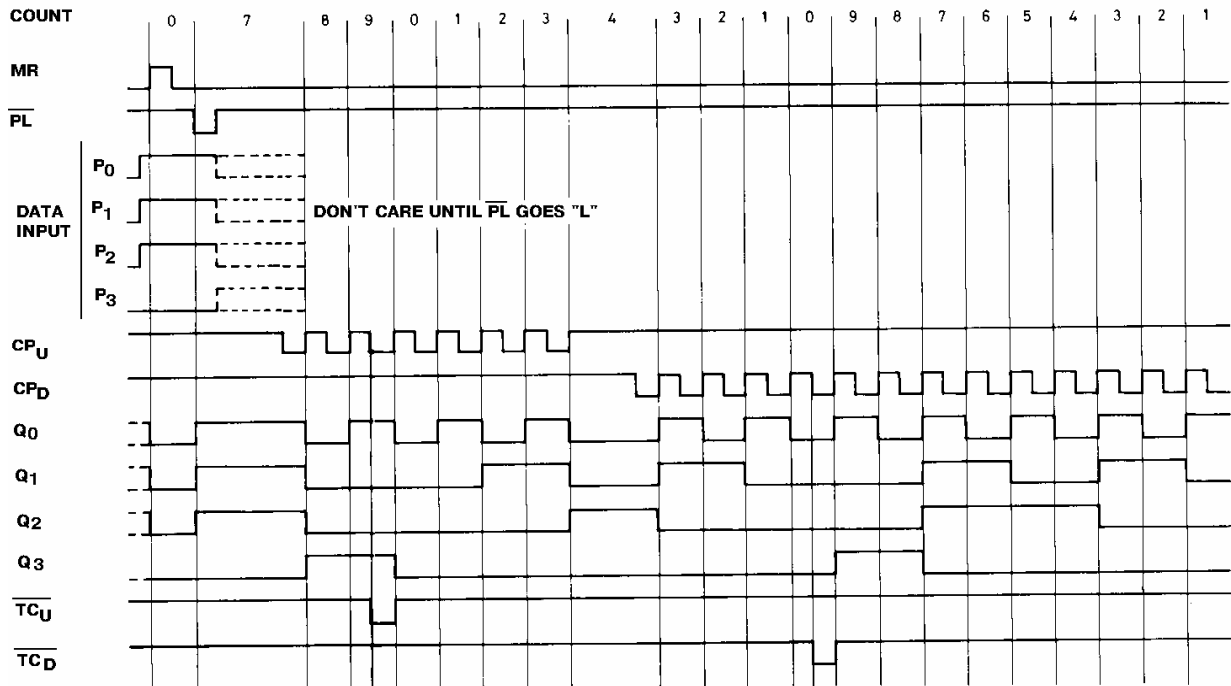 COUNT 0 7 8 9 0 1 2 3 4 3 2 1 0 9 8 7 6 5 4 3 2 1
MR
PL
P0
P1
DATA INPUT
DON'T CARE UNTIL PL GOES "L"
P2
P3
CPU
CPD
Q0
Q1
Q2
Q3
TCU
TCD